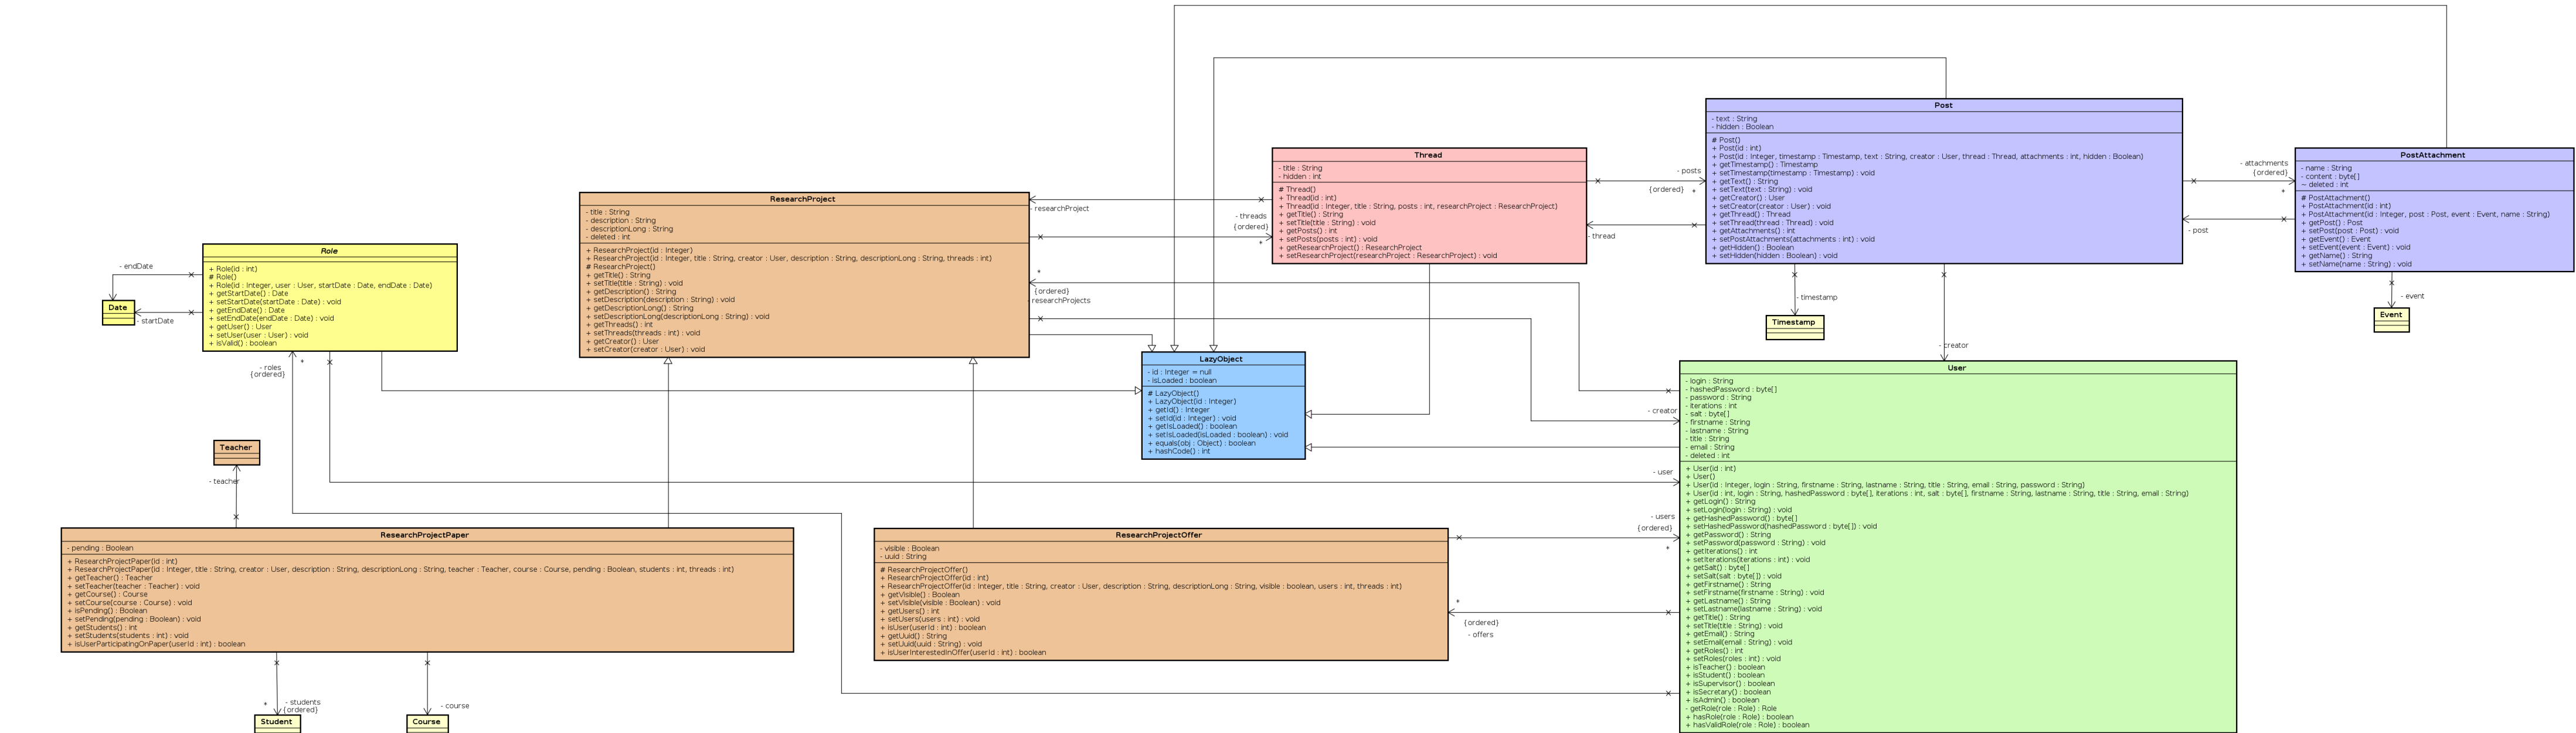 Post
- text : String
- hidden : Boolean
# Post()
+ Post(id : int)
+ Post(id : Integer, timestamp : Timestamp, text : String, creator : User, thread : Thread, attachments : int, hidden : Boolean)
+ getTimestamp() : Timestamp
+ setTimestamp(timestamp : Timestamp) : void
+ getText() : String
+ setText(text : String) : void
+ getCreator() : User
+ setCreator(creator : User) : void
+ getThread() : Thread
+ setThread(thread : Thread) : void
+ getAttachments() : int
+ setPostAttachments(attachments : int) : void
+ getHidden() : Boolean
+ setHidden(hidden : Boolean) : void
Thread
- title : String
- hidden : int
# Thread()
+ Thread(id : int)
+ Thread(id : Integer, title : String, posts : int, researchProject : ResearchProject)
+ getTitle() : String
+ setTitle(title : String) : void
+ getPosts() : int
+ setPosts(posts : int) : void
+ getResearchProject() : ResearchProject
+ setResearchProject(researchProject : ResearchProject) : void
- posts
{ordered}
*
- thread
PostAttachment
- name : String
- content : byte[]
~ deleted : int
# PostAttachment()
+ PostAttachment(id : int)
+ PostAttachment(id : Integer, post : Post, event : Event, name : String)
+ getPost() : Post
+ setPost(post : Post) : void
+ getEvent() : Event
+ setEvent(event : Event) : void
+ getName() : String
+ setName(name : String) : void
- attachments
{ordered}
*
- post
- event
Event
- timestamp
Timestamp
- creator
ResearchProject
- title : String
- description : String
- descriptionLong : String
- deleted : int
+ ResearchProject(id : Integer)
+ ResearchProject(id : Integer, title : String, creator : User, description : String, descriptionLong : String, threads : int)
# ResearchProject()
+ getTitle() : String
+ setTitle(title : String) : void
+ getDescription() : String
+ setDescription(description : String) : void
+ getDescriptionLong() : String
+ setDescriptionLong(descriptionLong : String) : void
+ getThreads() : int
+ setThreads(threads : int) : void
+ getCreator() : User
+ setCreator(creator : User) : void
- researchProject
- threads
{ordered}
*
*
{ordered}
- researchProjects
Role
+ Role(id : int)
# Role()
+ Role(id : Integer, user : User, startDate : Date, endDate : Date)
+ getStartDate() : Date
+ setStartDate(startDate : Date) : void
+ getEndDate() : Date
+ setEndDate(endDate : Date) : void
+ getUser() : User
+ setUser(user : User) : void
+ isValid() : boolean
- endDate
Date
- startDate
*
- roles
{ordered}
LazyObject
- id : Integer = null
- isLoaded : boolean
# LazyObject()
+ LazyObject(id : Integer)
+ getId() : Integer
+ setId(id : Integer) : void
+ getIsLoaded() : boolean
+ setIsLoaded(isLoaded : boolean) : void
+ equals(obj : Object) : boolean
+ hashCode() : int
User
- login : String
- hashedPassword : byte[]
- password : String
- iterations : int
- salt : byte[]
- firstname : String
- lastname : String
- title : String
- email : String
- deleted : int
+ User(id : int)
+ User()
+ User(id : Integer, login : String, firstname : String, lastname : String, title : String, email : String, password : String)
+ User(id : int, login : String, hashedPassword : byte[], iterations : int, salt : byte[], firstname : String, lastname : String, title : String, email : String)
+ getLogin() : String
+ setLogin(login : String) : void
+ getHashedPassword() : byte[]
+ setHashedPassword(hashedPassword : byte[]) : void
+ getPassword() : String
+ setPassword(password : String) : void
+ getIterations() : int
+ setIterations(iterations : int) : void
+ getSalt() : byte[]
+ setSalt(salt : byte[]) : void
+ getFirstname() : String
+ setFirstname(firstname : String) : void
+ getLastname() : String
+ setLastname(lastname : String) : void
+ getTitle() : String
+ setTitle(title : String) : void
+ getEmail() : String
+ setEmail(email : String) : void
+ getRoles() : int
+ setRoles(roles : int) : void
+ isTeacher() : boolean
+ isStudent() : boolean
+ isSupervisor() : boolean
+ isSecretary() : boolean
+ isAdmin() : boolean
- getRole(role : Role) : Role
+ hasRole(role : Role) : boolean
+ hasValidRole(role : Role) : boolean
- creator
- user
- users
{ordered}
*
*
{ordered}
- offers
Teacher
- teacher
ResearchProjectPaper
- pending : Boolean
+ ResearchProjectPaper(id : int)
+ ResearchProjectPaper(id : Integer, title : String, creator : User, description : String, descriptionLong : String, teacher : Teacher, course : Course, pending : Boolean, students : int, threads : int)
+ getTeacher() : Teacher
+ setTeacher(teacher : Teacher) : void
+ getCourse() : Course
+ setCourse(course : Course) : void
+ isPending() : Boolean
+ setPending(pending : Boolean) : void
+ getStudents() : int
+ setStudents(students : int) : void
+ isUserParticipatingOnPaper(userId : int) : boolean
ResearchProjectOffer
- visible : Boolean
- uuid : String
# ResearchProjectOffer()
+ ResearchProjectOffer(id : int)
+ ResearchProjectOffer(id : Integer, title : String, creator : User, description : String, descriptionLong : String, visible : boolean, users : int, threads : int)
+ getVisible() : Boolean
+ setVisible(visible : Boolean) : void
+ getUsers() : int
+ setUsers(users : int) : void
+ isUser(userId : int) : boolean
+ getUuid() : String
+ setUuid(uuid : String) : void
+ isUserInterestedInOffer(userId : int) : boolean
*
- students
{ordered}
Student
- course
Course